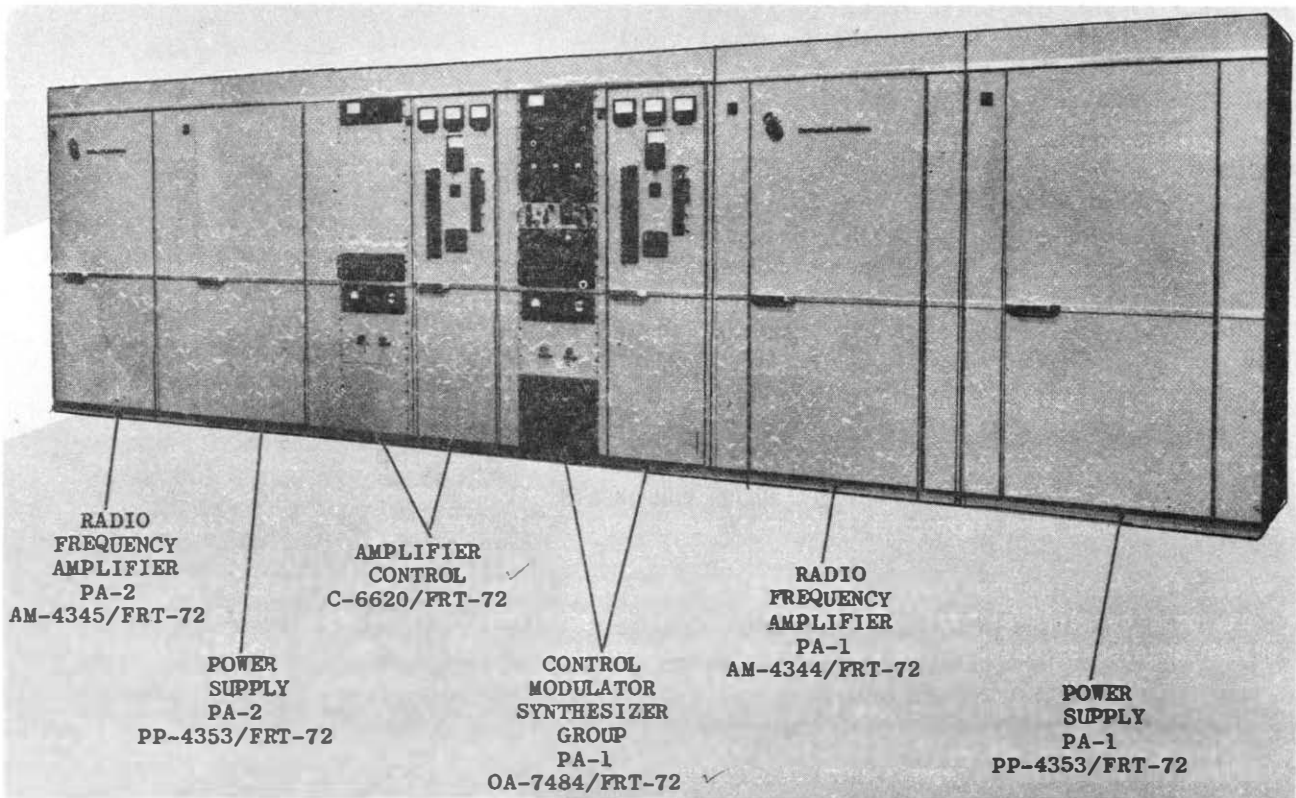 RADIO
FREQUENCY
AMPLIFIER
PA-2
AM-4345/FRT-72
POWER
SUPPLY
PA-2
PP-4353/FRT-72
AMPLIFIER
CONTROL
C-6620/FRT-72
CONTROL
MODULATOR
SYNTHESIZER
GROUP
PA-1
OA-7484/FRT-72
RADIO
FREQUENCY
AMPLIFIER
PA-1
AM-4344/FRT-72
POWER
SUPPLY
PA-1
PP-4353/FRT-72